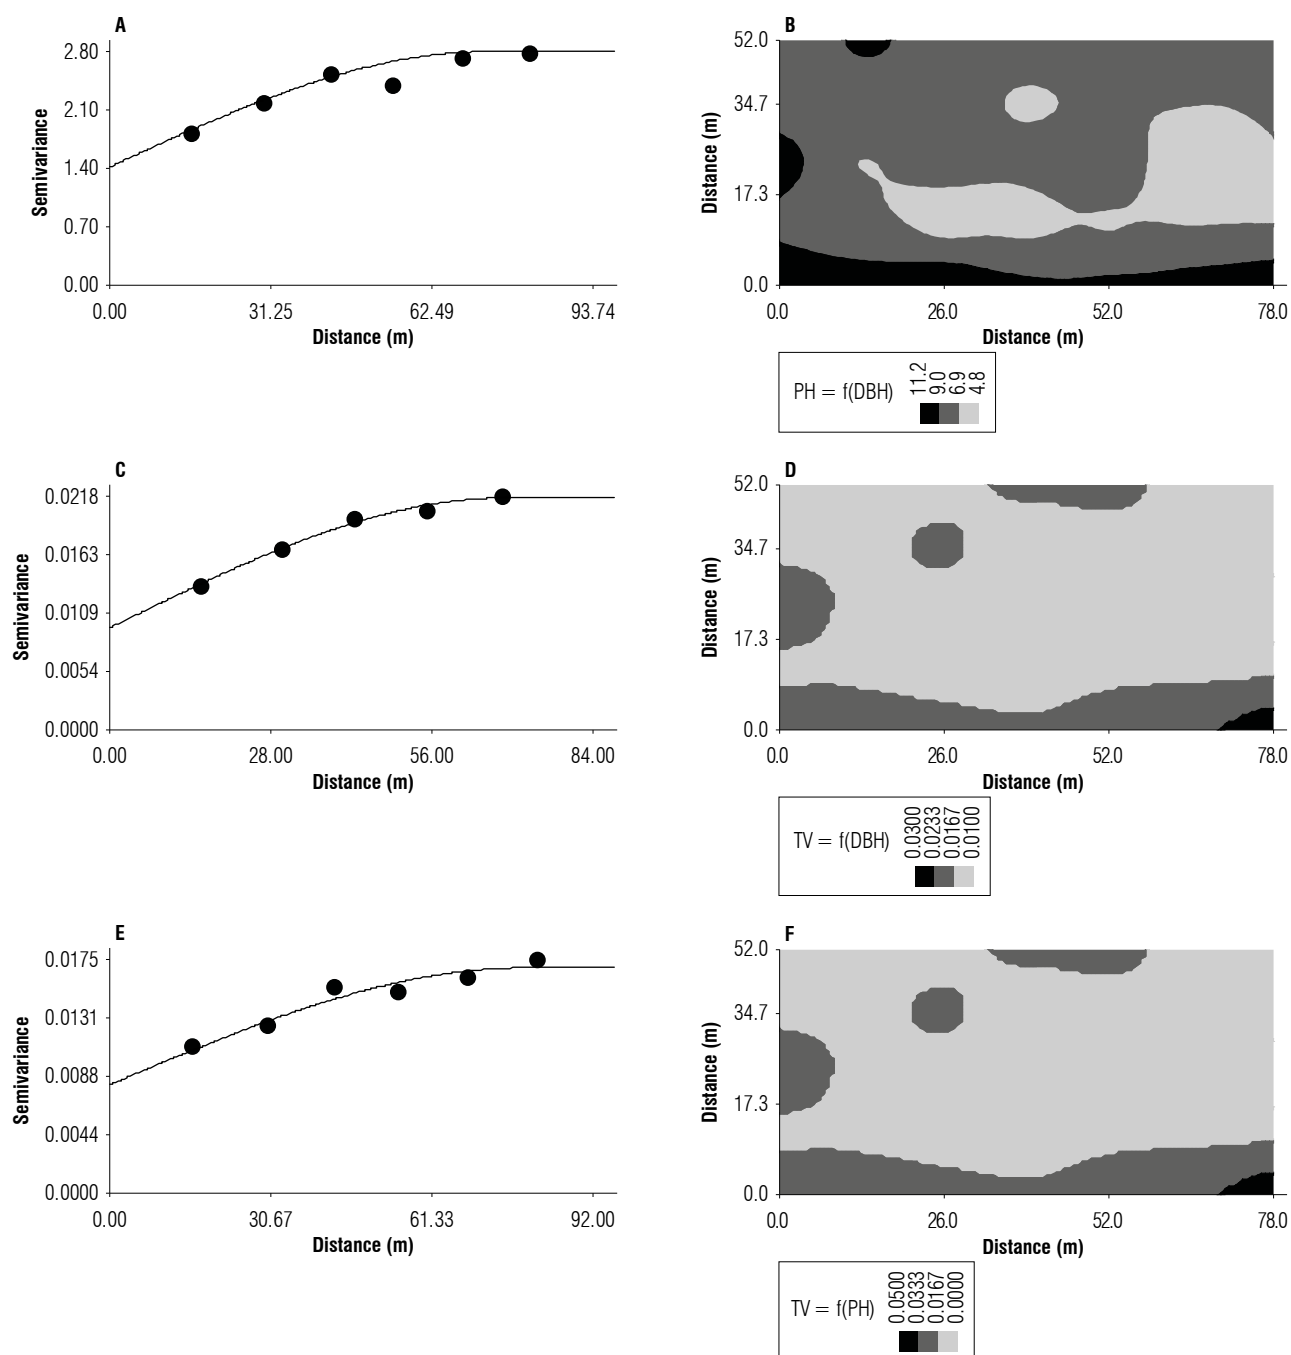 A
2.80
2.10
1.40
0.70
0.00
Semivariance
0.00 31.25 62.49 93.74
Distance (m)
B
52.0
34.7
17.3
0.0
Distance (m)
0.0 26.0 52.0 78.0
Distance (m)
PH = f(DBH)
11.2
9.0
6.9
4.8
C
0.0218
0.0163
0.0109
0.0054
0.0000
Semivariance
0.00 28.00 56.00 84.00
Distance (m)
D
52.0
34.7
17.3
0.0
Distance (m)
0.0 26.0 52.0 78.0
Distance (m)
TV = f(DBH)
0.0300
0.0233
0.0167
0.0100
E
0.0175
0.0131
0.0088
0.0044
0.0000
Semivariance
0.00 30.67 61.33 92.00
Distance (m)
F
52.0
34.7
17.3
0.0
Distance (m)
0.0 26.0 52.0 78.0
Distance (m)
TV = f(PH)
0.0500
0.0333
0.0167
0.0000